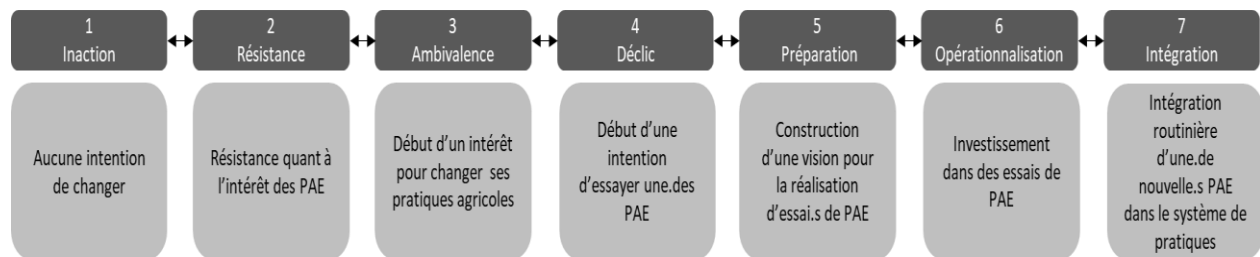 1
Inaction
2
Résistance
3
Ambivalence
4
Déclic
5
Préparation
6
Opérationnalisation
7
Intégration
Aucune intention
de changer
Résistance quant à
l'intérêt des PAE
Début d'un intérêt
pour changer ses
pratiques agricoles
Début d'une
intention
d'essayer une.des
PAE
Construction
d'une vision pour
la réalisation
d'essai.s de PAE
Investissement
dans des essais de
PAE
Intégration
routinière
d'une.de
nouvelle.s PAE
dans le système de
pratiques